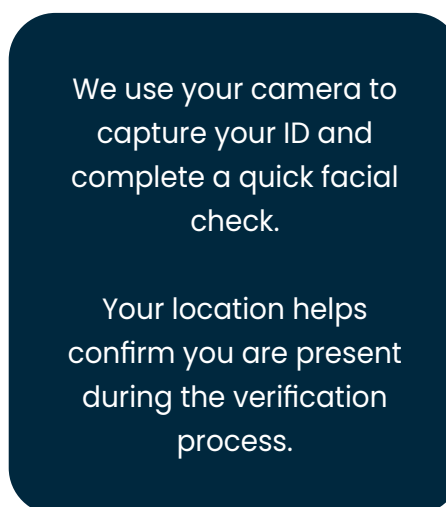 We use your camera to
capture your ID and
complete a quick facial
check.
Your location helps
confirm you are present
during the verification
process.